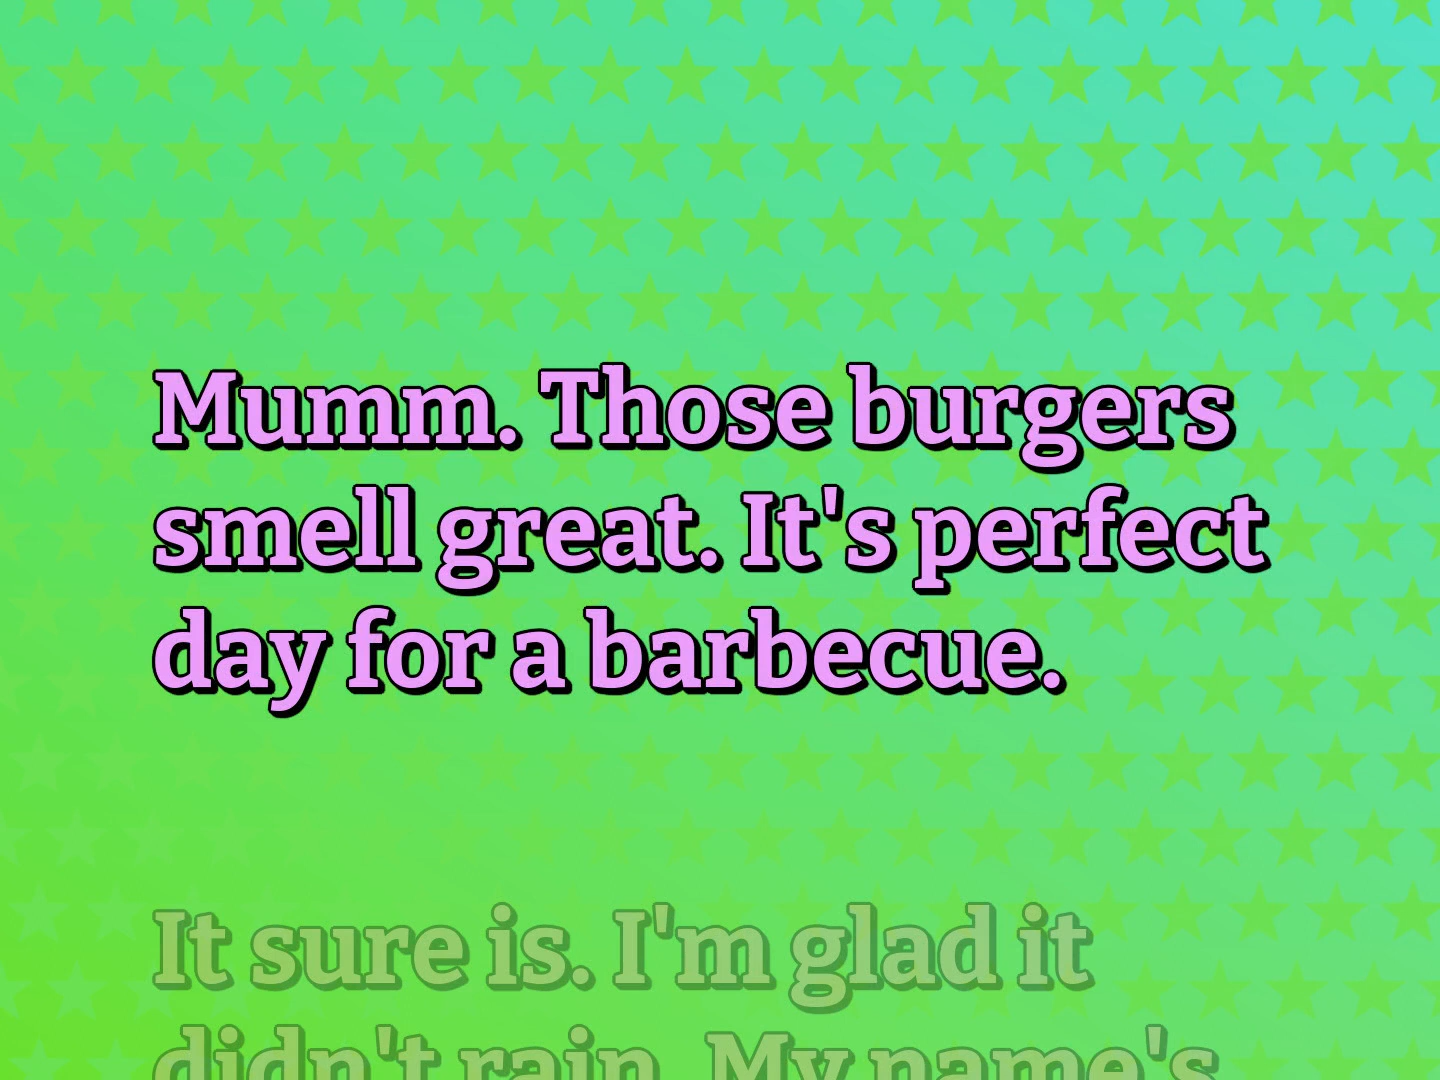 Mumm. Those burgers
smell great. It's perfect
day for a barbecue.
It sure is. I'm glad it
didn't rain. My name's